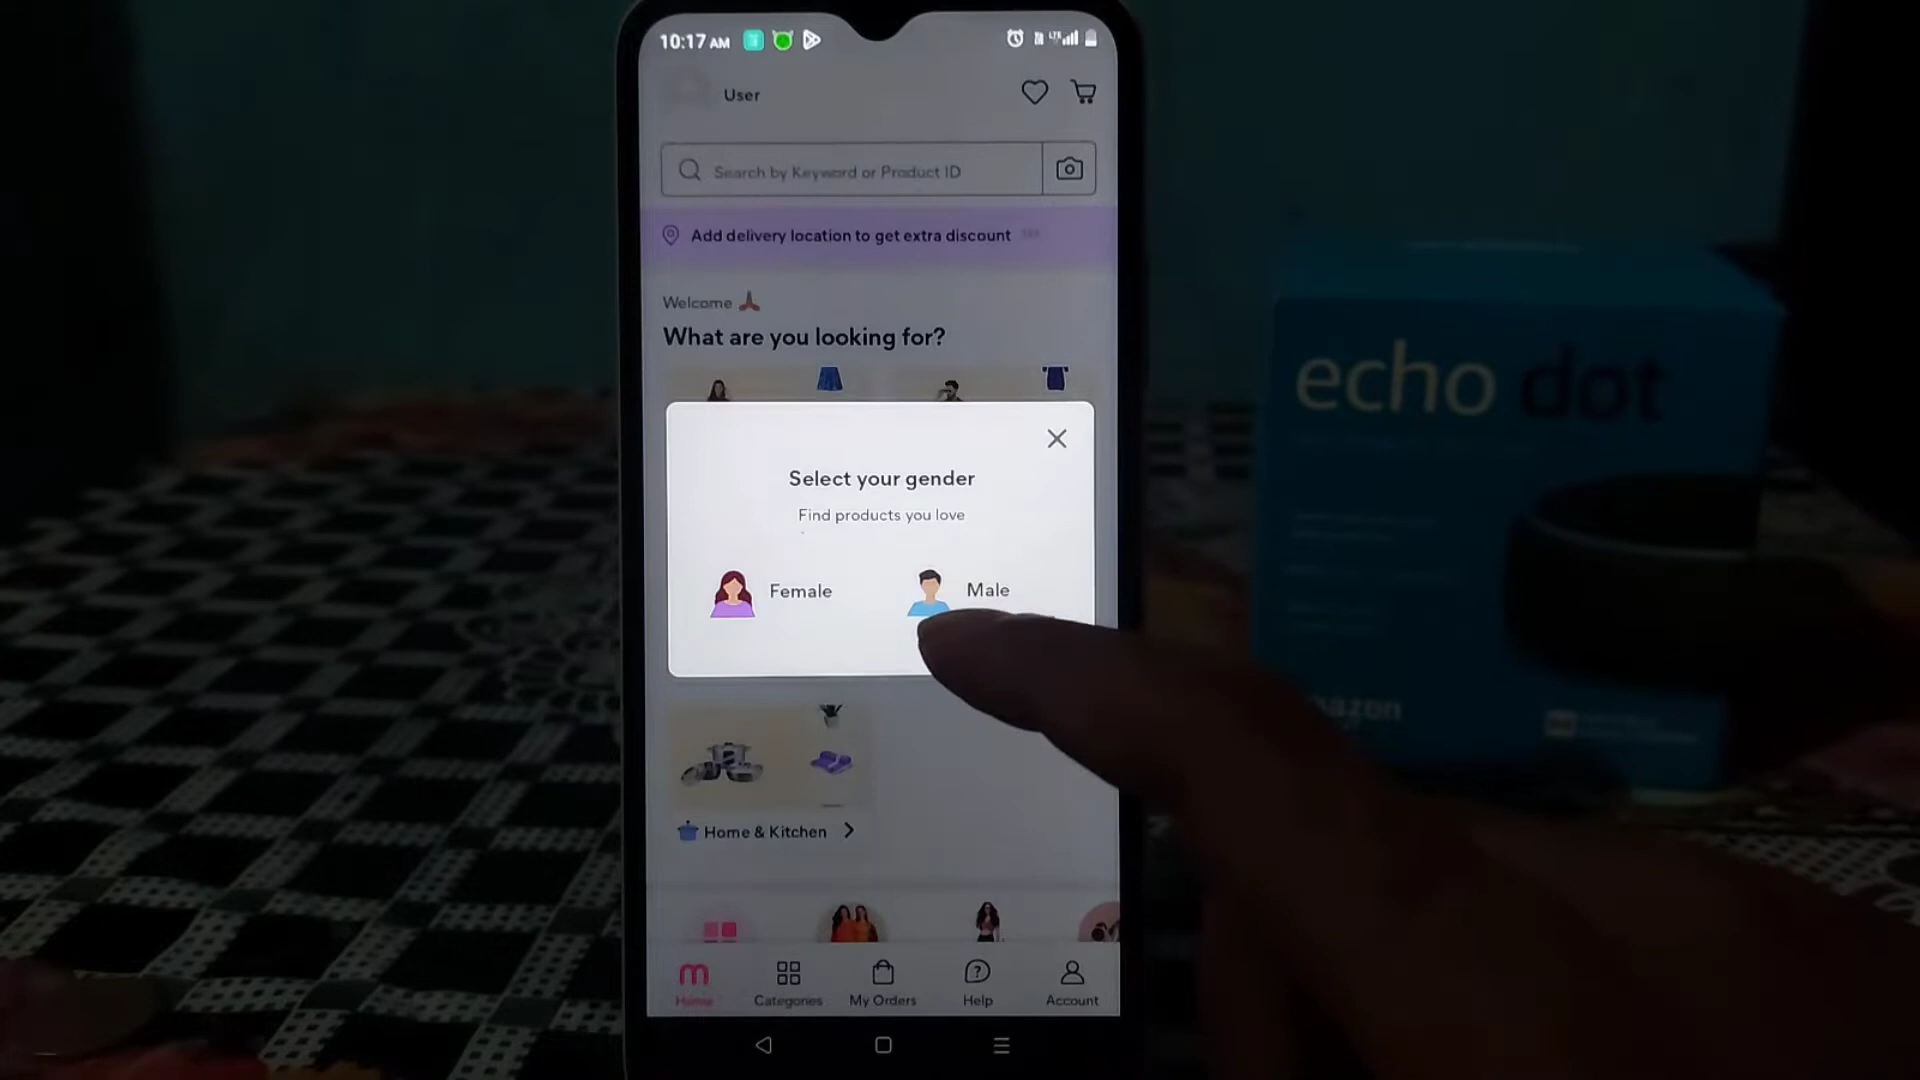 10:17 AM
User
Search by Keyword or Product ID
Add delivery location to get extra discount
Welcome
What are you looking for?
Select your gender
Find products you love
Female
Male
Home & Kitchen
Home
Categories
My Orders
Help
Account
echo dot